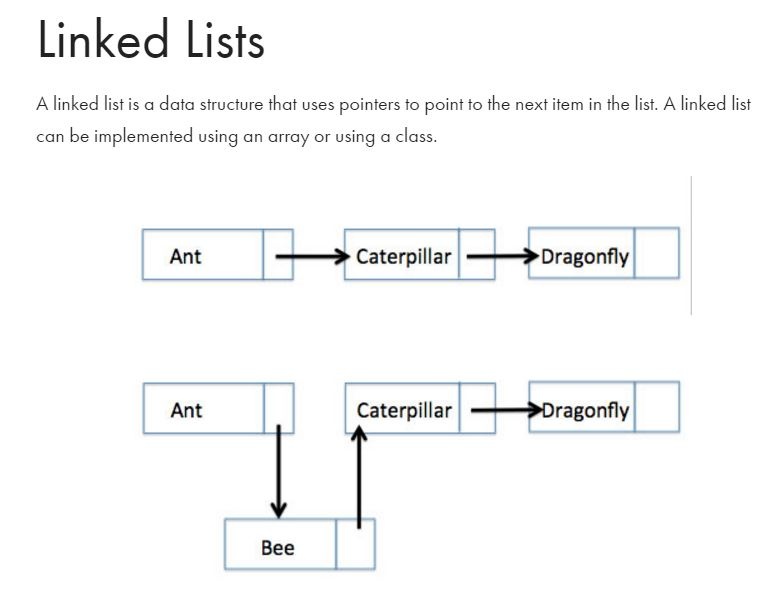 Linked Lists
A linked list is a data structure that uses pointers to point to the next item in the list. A linked list
can be implemented using an array or using a class.
Ant Caterpillar Dragonfly
Ant Caterpillar Dragonfly
Bee